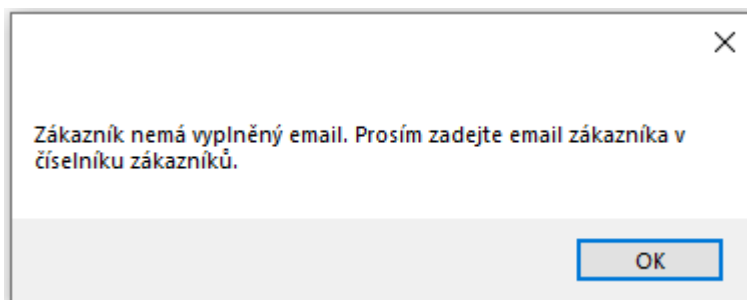 Zákazník nemá vyplněný email. Prosím zadejte email zákazníka v
číselníku zákazníků.
OK